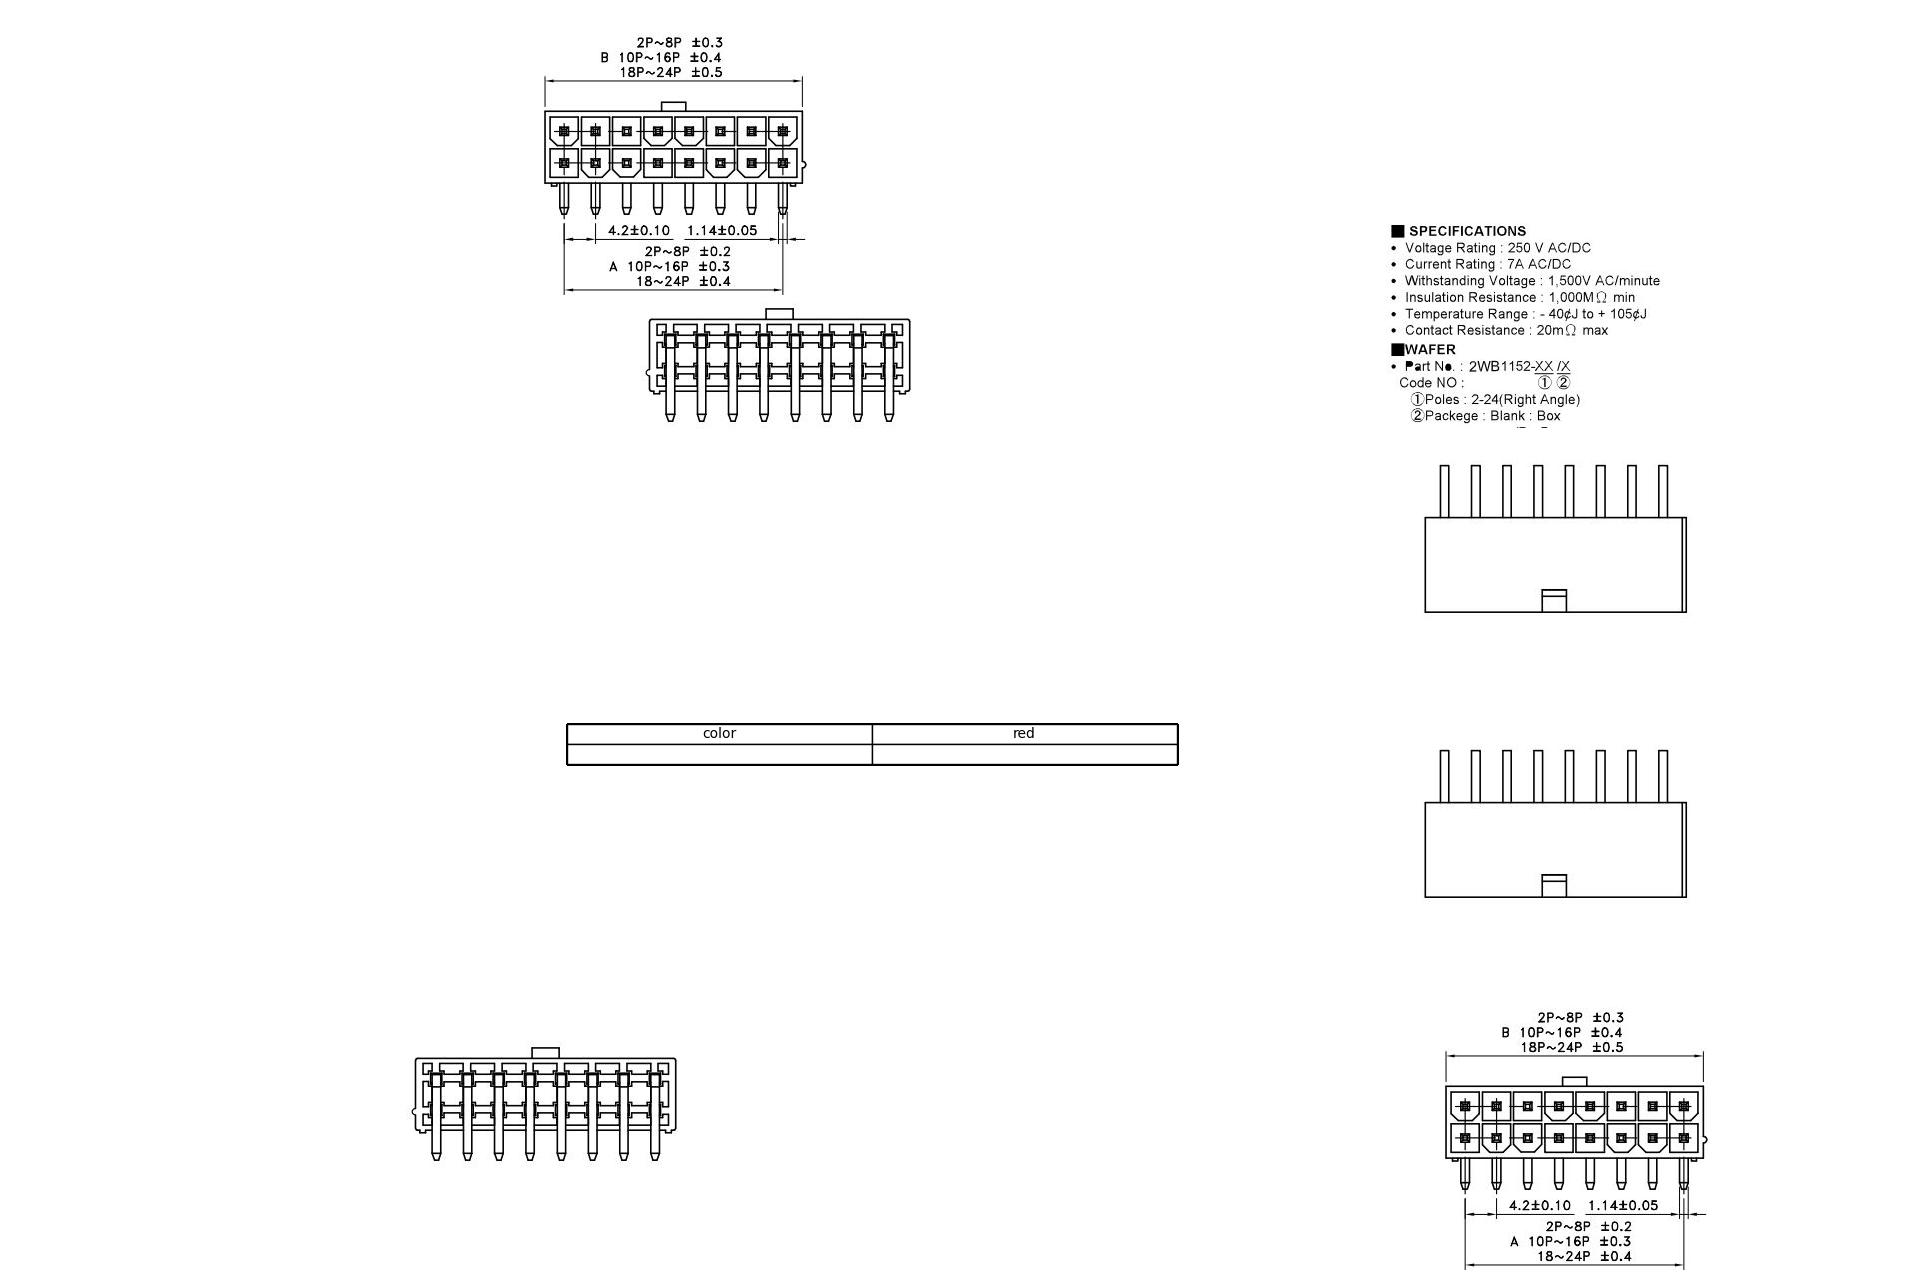 2P~8P ±0.3
B 10P~16P ±0.4
18P~24P ±0.5
4.2±0.10 1.14±0.05
2P~8P ±0.2
A 10P~16P ±0.3
18~24P ±0.4
■ SPECIFICATIONS
• Voltage Rating : 250 V AC/DC
• Current Rating : 7A AC/DC
• Withstanding Voltage : 1,500V AC/minute
• Insulation Resistance : 1,000MΩ min
• Temperature Range : - 40¢J to + 105¢J
• Contact Resistance : 20mΩ max
■WAFER
• Part No. : 2WB1152-XX /X
Code NO : ① ②
①Poles : 2-24(Right Angle)
②Packege : Blank : Box
color red
2P~8P ±0.3
B 10P~16P ±0.4
18P~24P ±0.5
4.2±0.10 1.14±0.05
2P~8P ±0.2
A 10P~16P ±0.3
18~24P ±0.4